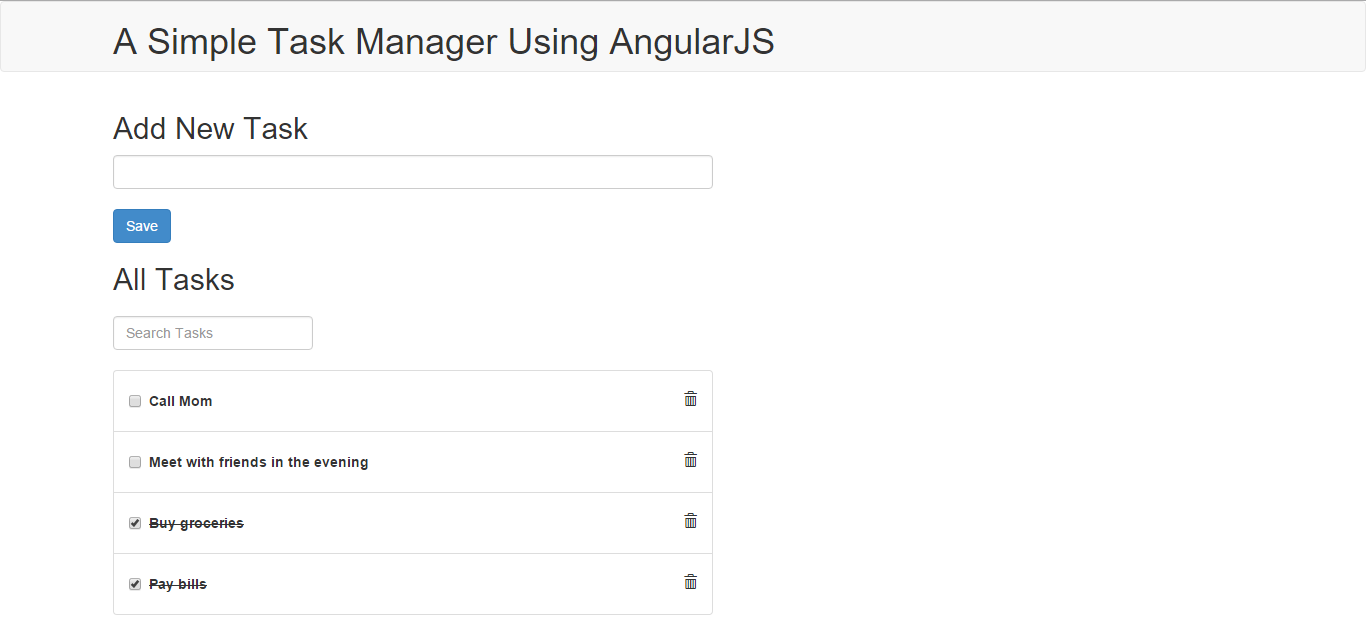 A Simple Task Manager Using AngularJS
Add New Task
Save
All Tasks
Search Tasks
Call Mom
Meet with friends in the evening
Buy groceries
Pay bills